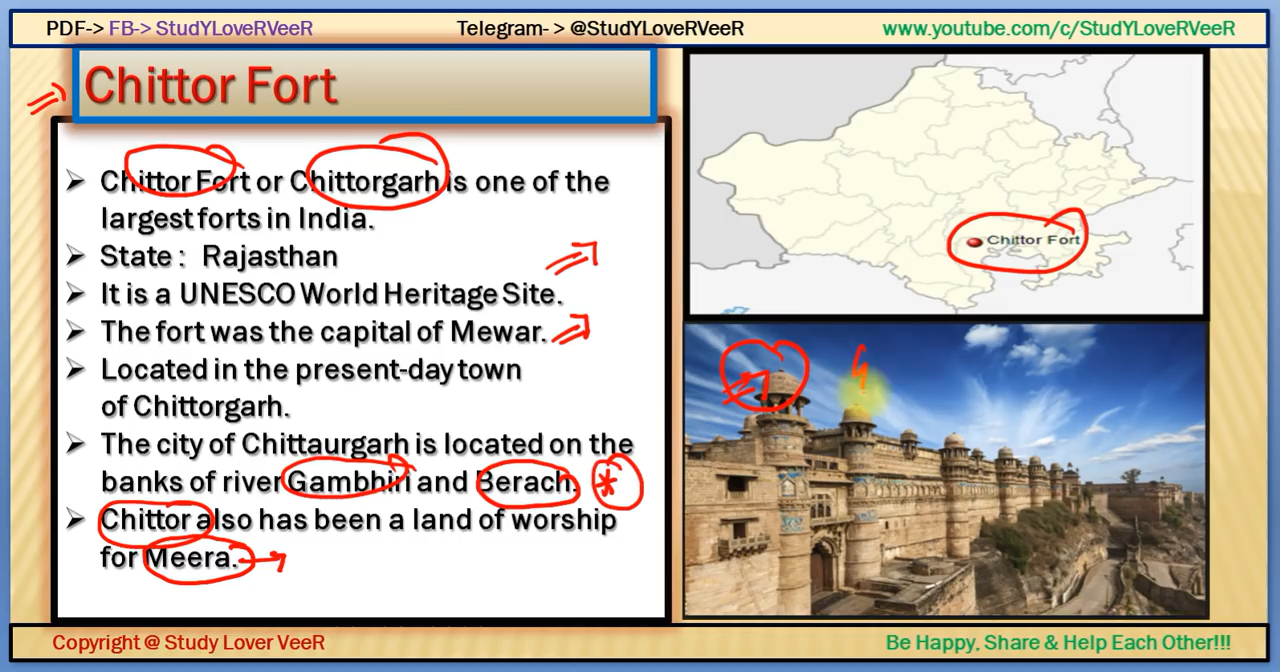 PDF-> FB-> StudYLoveRVeeR
Telegram- > @StudYLoveRVeeR
www.youtube.com/c/StudYLoveRVeeR
Chittor Fort
➢ Chittor Fort or Chittorgarh is one of the
largest forts in India.
➢ State : Rajasthan
➢ It is a UNESCO World Heritage Site.
➢ The fort was the capital of Mewar.
➢ Located in the present-day town
of Chittorgarh.
➢ The city of Chittaurgarh is located on the
banks of river Gambhiri and Berach.
➢ Chittor also has been a land of worship
for Meera.
Chittor Fort
Copyright @ Study Lover VeeR
Be Happy, Share & Help Each Other!!!